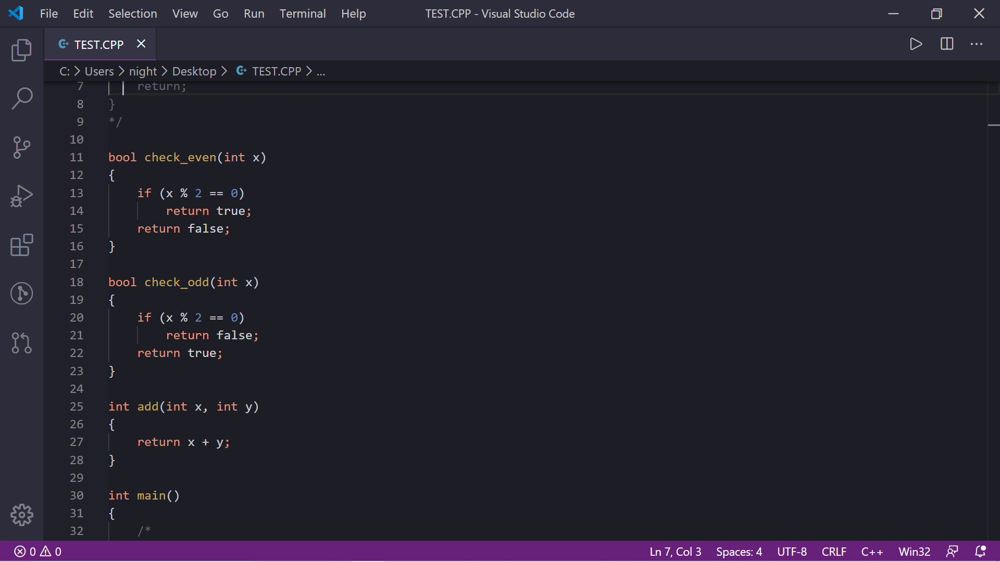 File Edit Selection View Go Run Terminal Help TEST.CPP - Visual Studio Code
TEST.CPP
C: > Users > night > Desktop > TEST.CPP > ...
7     return;
8 }
9 */
10
11 bool check_even(int x)
12 {
13     if (x % 2 == 0)
14         return true;
15     return false;
16 }
17
18 bool check_odd(int x)
19 {
20     if (x % 2 == 0)
21         return false;
22     return true;
23 }
24
25 int add(int x, int y)
26 {
27     return x + y;
28 }
29
30 int main()
31 {
32     /*
0 0 Ln 7, Col 3 Spaces: 4 UTF-8 CRLF C++ Win32